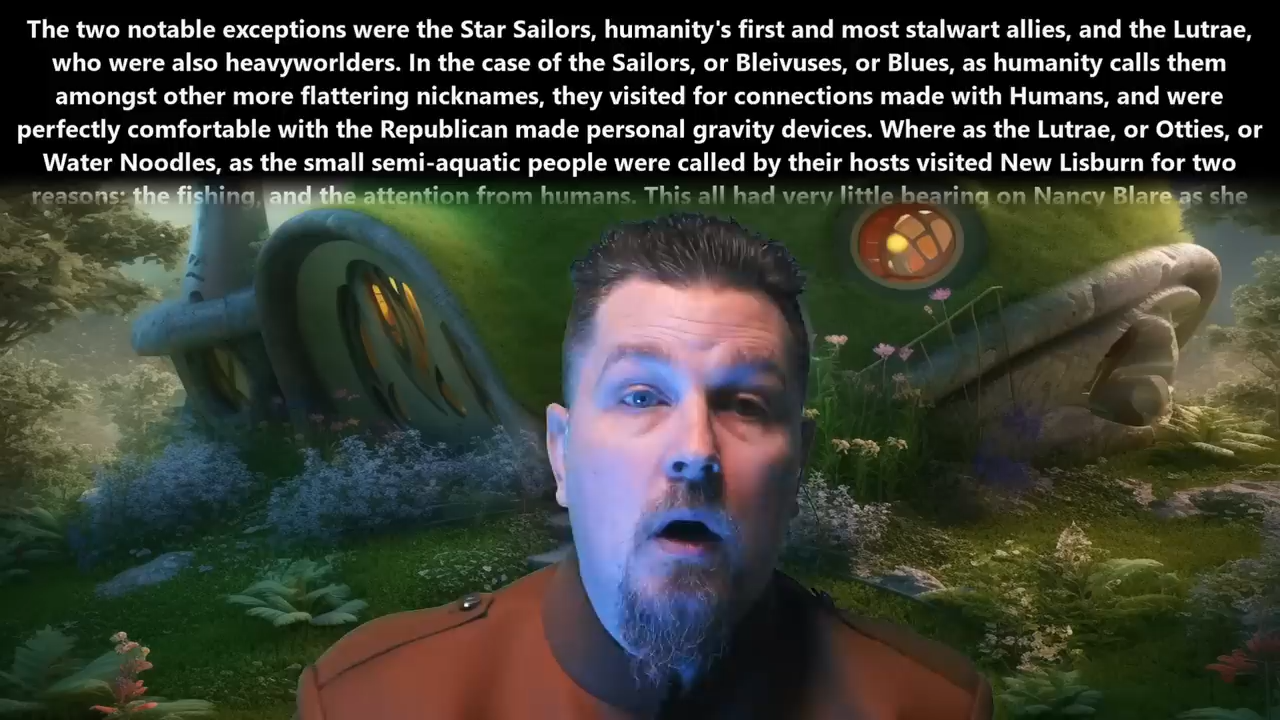 The two notable exceptions were the Star Sailors, humanity's first and most stalwart allies, and the Lutrae,
who were also heavyworlders. In the case of the Sailors, or Bleivuses, or Blues, as humanity calls them
amongst other more flattering nicknames, they visited for connections made with Humans, and were
perfectly comfortable with the Republican made personal gravity devices. Where as the Lutrae, or Otties, or
Water Noodles, as the small semi-aquatic people were called by their hosts visited New Lisburn for two
reasons: the fishing, and the attention from humans. This all had very little bearing on Nancy Blare as she